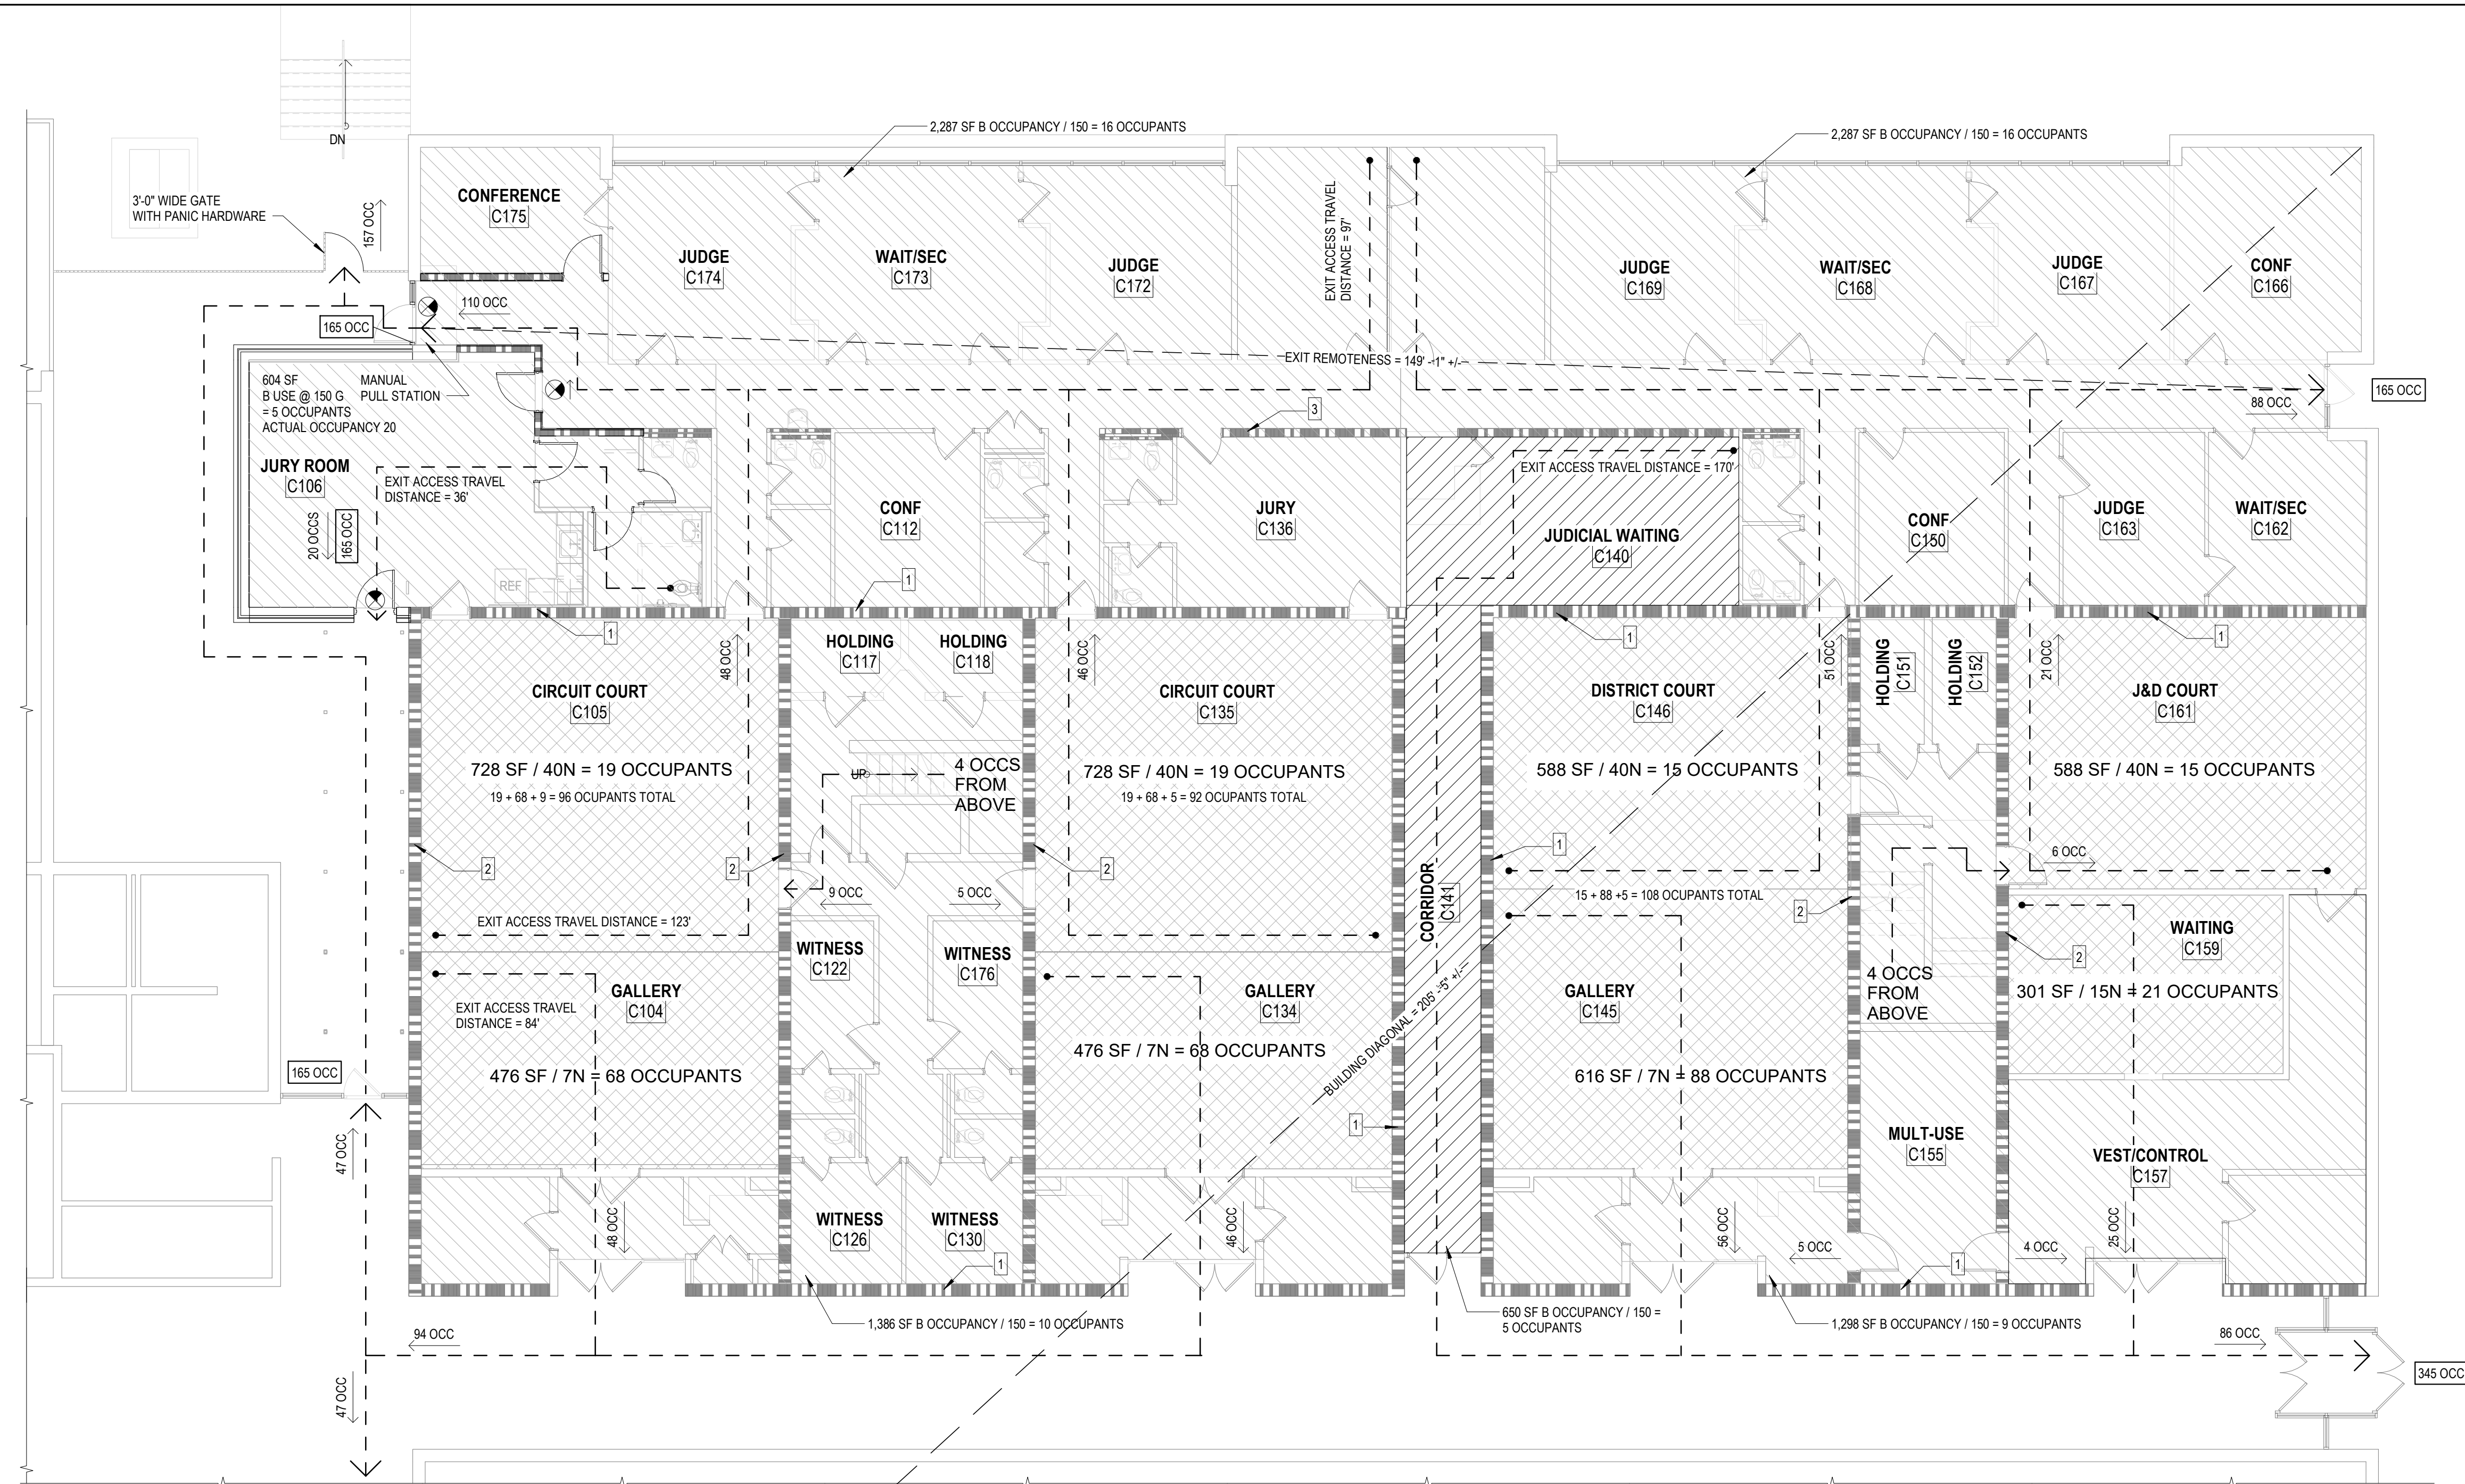 DN
2,287 SF B OCCUPANCY / 150 = 16 OCCUPANTS
2,287 SF B OCCUPANCY / 150 = 16 OCCUPANTS
3'-0" WIDE GATE
WITH PANIC HARDWARE
157 OCC
CONFERENCE
C175
JUDGE
C174
WAIT/SEC
C173
JUDGE
C172
EXIT ACCESS TRAVEL
DISTANCE = 97'
JUDGE
C169
WAIT/SEC
C168
JUDGE
C167
CONF
C166
110 OCC
165 OCC
EXIT REMOTENESS = 149' - 1" +/-
165 OCC
88 OCC
604 SF
B USE @ 150 G
= 5 OCCUPANTS
ACTUAL OCCUPANCY 20
MANUAL
PULL STATION
3
JURY ROOM
C106
EXIT ACCESS TRAVEL
DISTANCE = 36'
20 OCCS
165 OCC
REF
CONF
C112
JURY
C136
EXIT ACCESS TRAVEL DISTANCE = 170'
JUDICIAL WAITING
C140
CONF
C150
JUDGE
C163
WAIT/SEC
C162
1
1
1
1
48 OCC
HOLDING
C117
HOLDING
C118
46 OCC
51 OCC
HOLDING
C151
HOLDING
C152
21 OCC
CIRCUIT COURT
C105
CIRCUIT COURT
C135
DISTRICT COURT
C146
J&D COURT
C161
728 SF / 40N = 19 OCCUPANTS
19 + 68 + 9 = 96 OCUPANTS TOTAL
UP
4 OCCS
FROM
ABOVE
728 SF / 40N = 19 OCCUPANTS
19 + 68 + 5 = 92 OCUPANTS TOTAL
588 SF / 40N = 15 OCCUPANTS
588 SF / 40N = 15 OCCUPANTS
2
2
2
1
6 OCC
9 OCC
5 OCC
CORRIDOR
C141
15 + 88 +5 = 108 OCUPANTS TOTAL
2
EXIT ACCESS TRAVEL DISTANCE = 123'
WITNESS
C122
WITNESS
C176
WAITING
C159
2
GALLERY
C104
EXIT ACCESS TRAVEL
DISTANCE = 84'
GALLERY
C134
GALLERY
C145
4 OCCS
FROM
ABOVE
301 SF / 15N = 21 OCCUPANTS
476 SF / 7N = 68 OCCUPANTS
476 SF / 7N = 68 OCCUPANTS
BUILDING DIAGONAL = 205' - 5" +/-
616 SF / 7N = 88 OCCUPANTS
165 OCC
1
MULT-USE
C155
VEST/CONTROL
C157
47 OCC
48 OCC
WITNESS
C126
WITNESS
C130
46 OCC
56 OCC
5 OCC
4 OCC
25 OCC
1
1
1,386 SF B OCCUPANCY / 150 = 10 OCCUPANTS
650 SF B OCCUPANCY / 150 =
5 OCCUPANTS
1,298 SF B OCCUPANCY / 150 = 9 OCCUPANTS
94 OCC
86 OCC
345 OCC
47 OCC